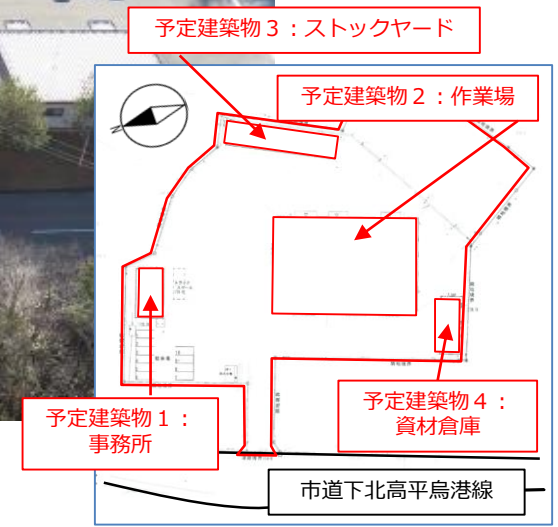 予定建築物３：ストックヤード
予定建築物２：作業場
予定建築物１：
事務所
予定建築物４：
資材倉庫
市道下北高平烏港線